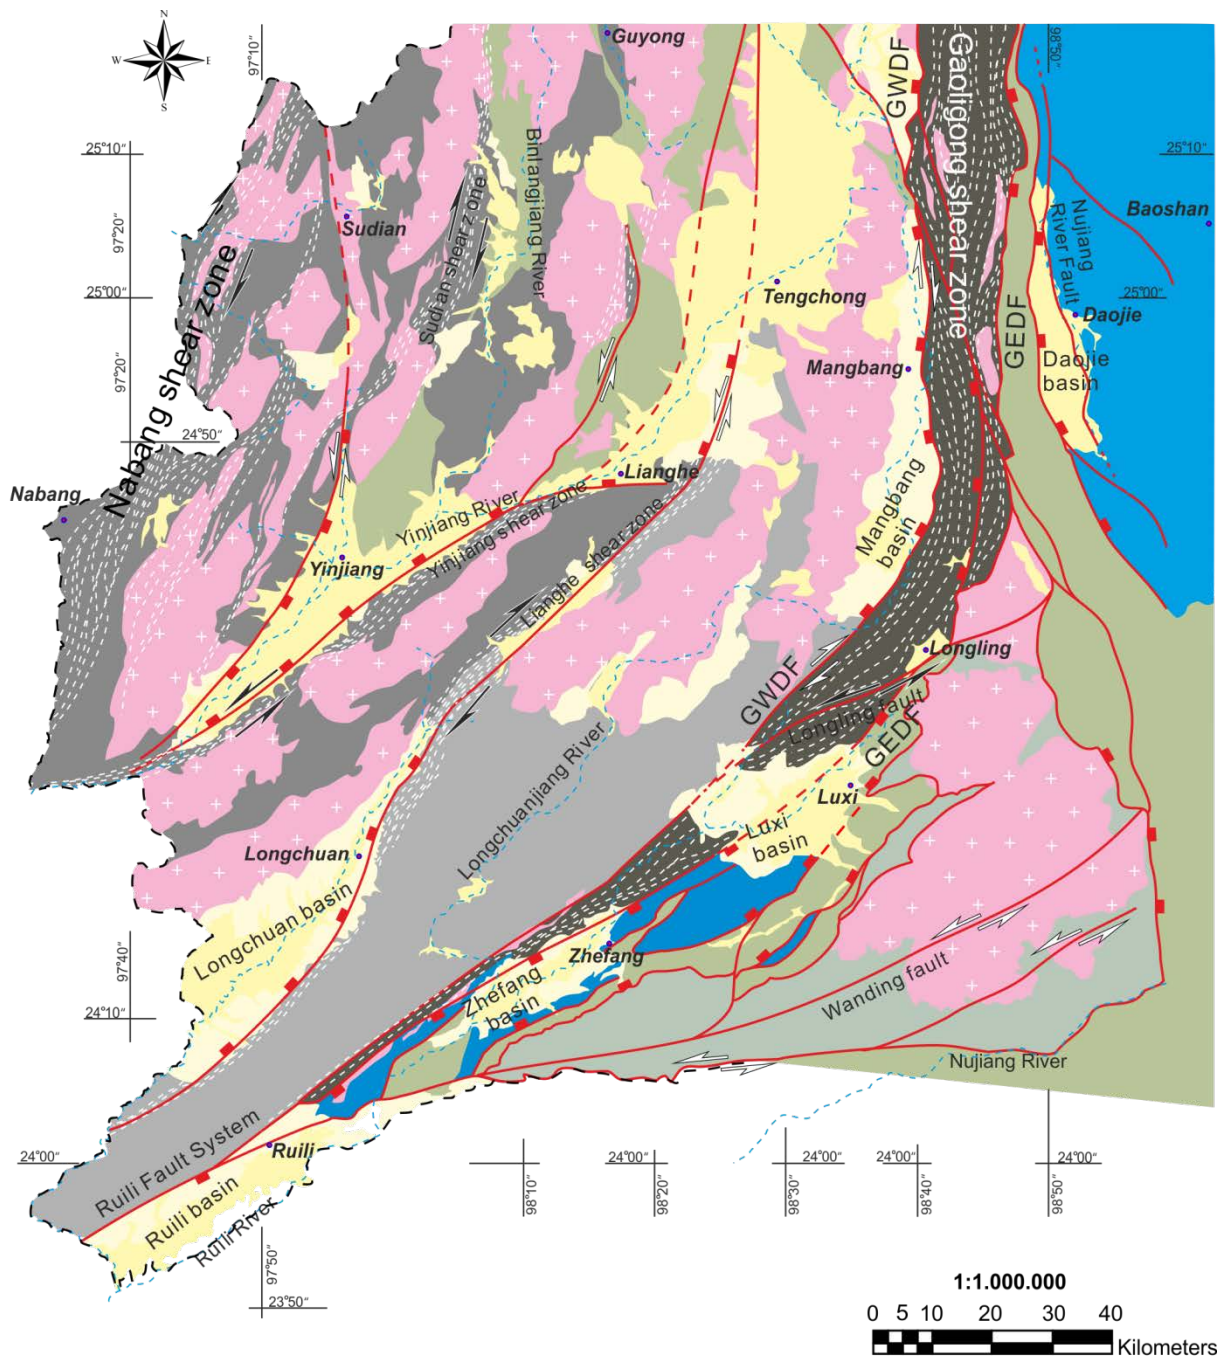 N
W
E
S
97°10″
Guyong
GWDF
Gaoligong shear zone
98°50″
25°10″
25°10″
Binlangjiang River
Sudian shear zone
Baoshan
97°20″
Sudian
Nujiang
River Fault
25°00″
Tengchong
25°00″
Daojie
GEDF
Nabang shear zone
97°20″
Mangbang
Daojie
basin
24°50″
Nabang
Lianghe
Yinjiang River
Yinjiang shear zone
Mangbang
basin
Yinjiang
Lianghe shear zone
Longling
GWDF
Longling fault
GEDF
Longchuanjiang River
Luxi
Luxi
basin
Longchuan
Longchuan basin
97°40″
Zhefang
Zhefang
basin
Wanding fault
24°10″
Nujiang River
Ruili Fault System
Ruili
24°00″
24°00″
24°00″
24°00″
24°00″
Ruili basin
Ruili River
98°10″
98°20″
98°30″
98°40″
98°50″
97°50″
23°50″
1:1.000.000
0 5 10 20 30 40
Kilometers